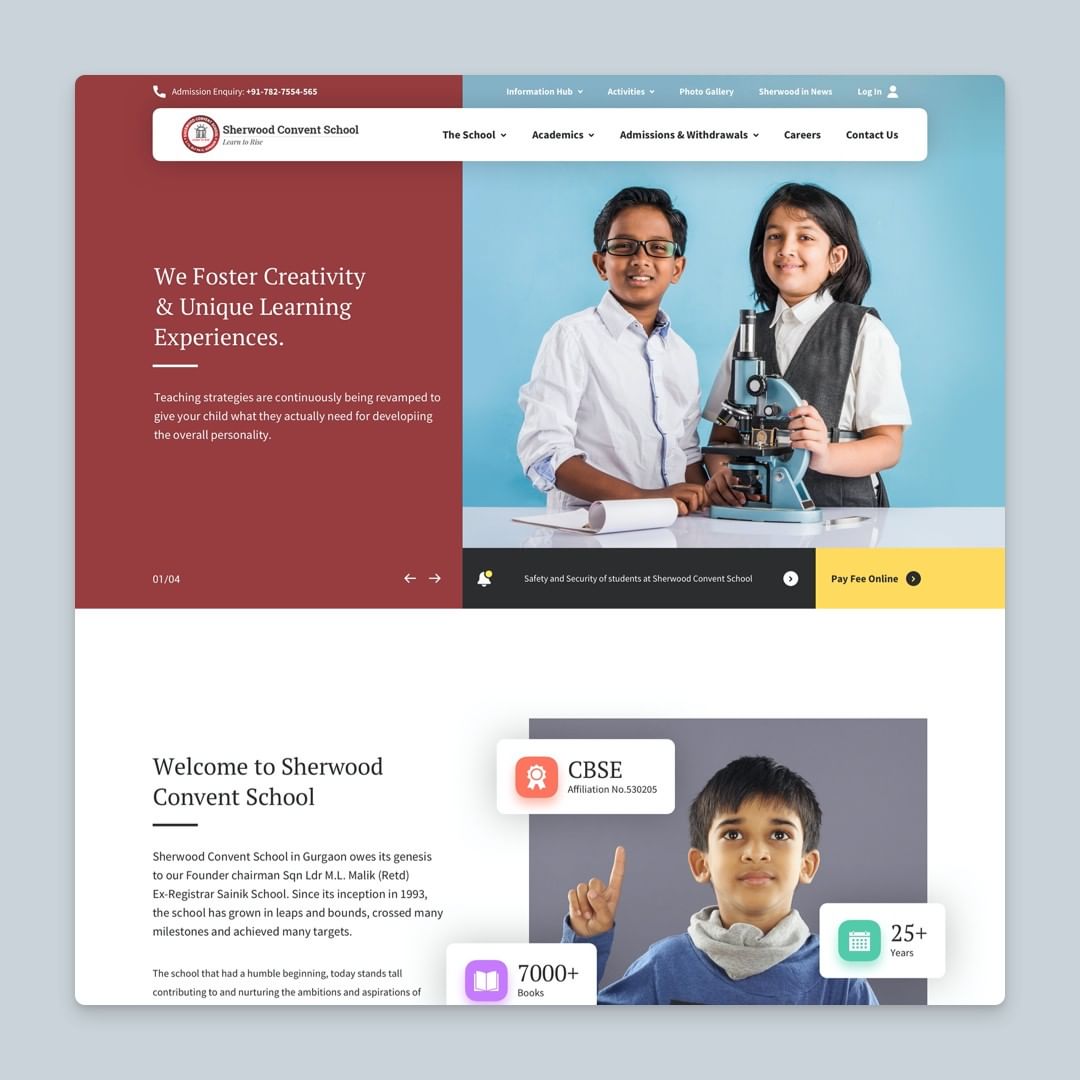 Admission Enquiry: +91-782-7554-565
Information Hub
Activities
Photo Gallery
Sherwood in News
Log In
Sherwood Convent School
Learn to Rise
The School
Academics
Admissions & Withdrawals
Careers
Contact Us
We Foster Creativity
& Unique Learning
Experiences.
Teaching strategies are continuously being revamped to
give your child what they actually need for developiing
the overall personality.
01/04
Safety and Security of students at Sherwood Convent School
Pay Fee Online
Welcome to Sherwood
Convent School
Sherwood Convent School in Gurgaon owes its genesis
to our Founder chairman Sqn Ldr M.L. Malik (Retd)
Ex-Registrar Sainik School. Since its inception in 1993,
the school has grown in leaps and bounds, crossed many
milestones and achieved many targets.
The school that had a humble beginning, today stands tall
contributing to and nurturing the ambitions and aspirations of
CBSE
Affiliation No.530205
25+
Years
7000+
Books